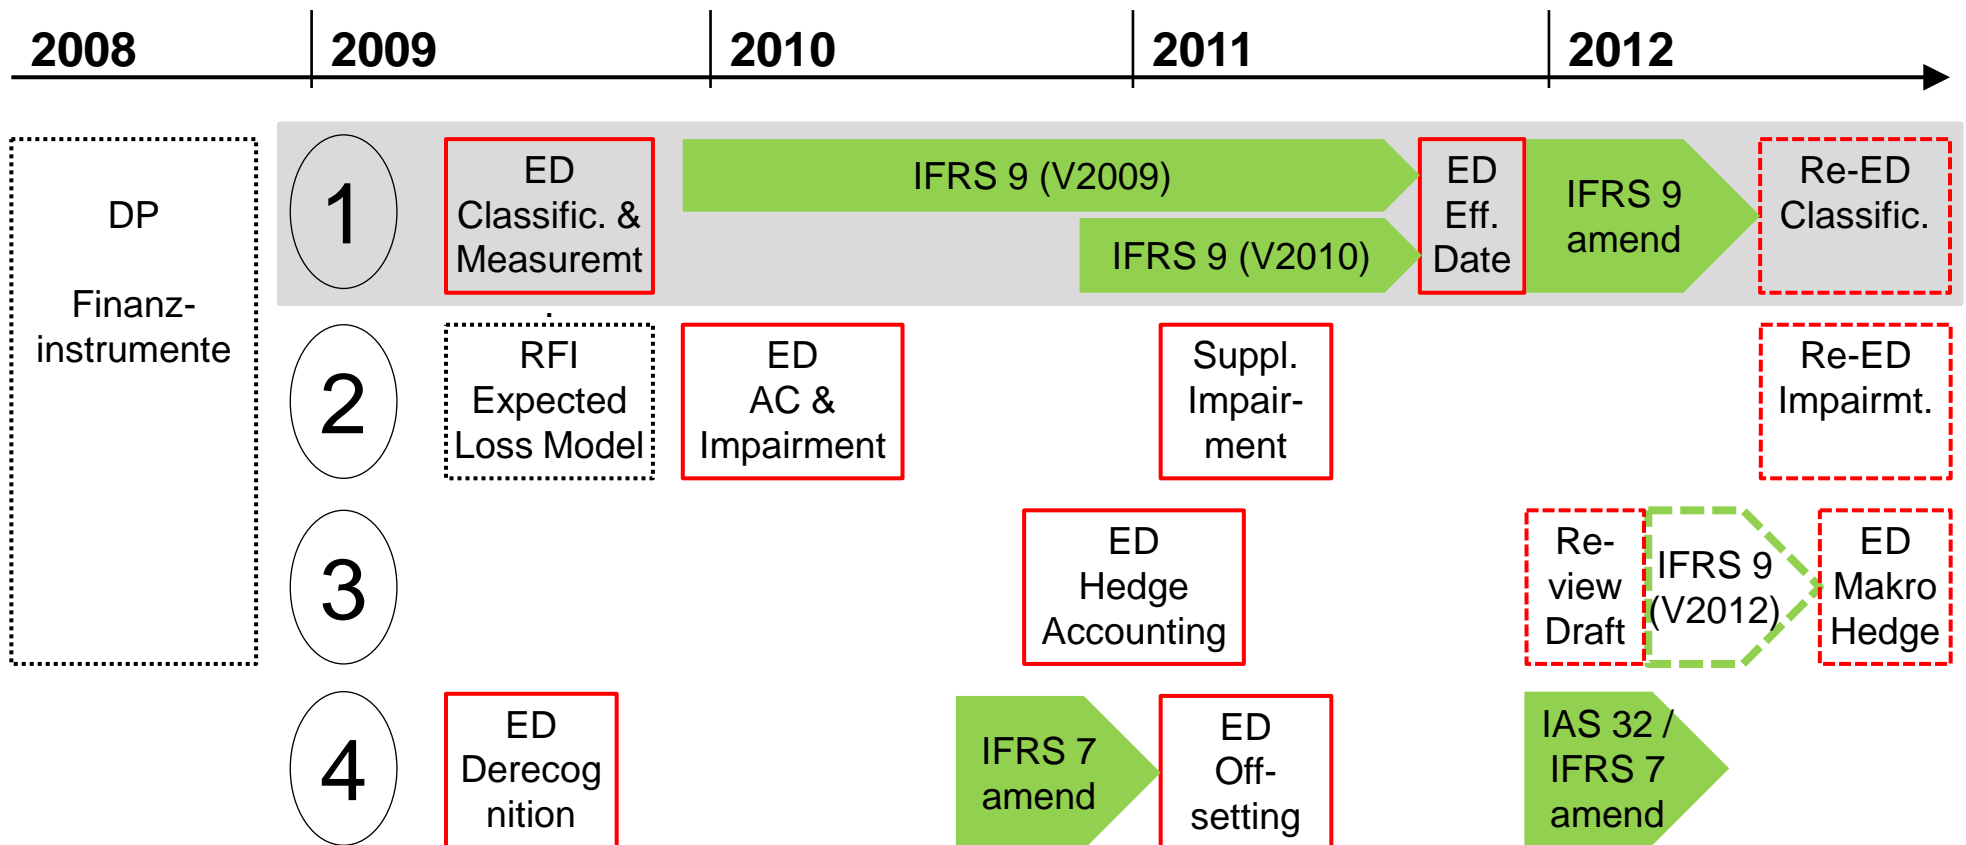 2008
2009
2010
2011
2012
DP
Finanz-
instrumente
1
ED
Classific. &
Measuremt
IFRS 9 (V2009)
IFRS 9 (V2010)
ED
Eff.
Date
IFRS 9
amend
Re-ED
Classific.
2
RFI
Expected
Loss Model
ED
AC &
Impairment
Suppl.
Impair-
ment
Re-ED
Impairmt.
3
ED
Hedge
Accounting
Re-
view
Draft
IFRS 9
(V2012)
ED
Makro
Hedge
4
ED
Derecog
nition
IFRS 7
amend
ED
Off-
setting
IAS 32 /
IFRS 7
amend